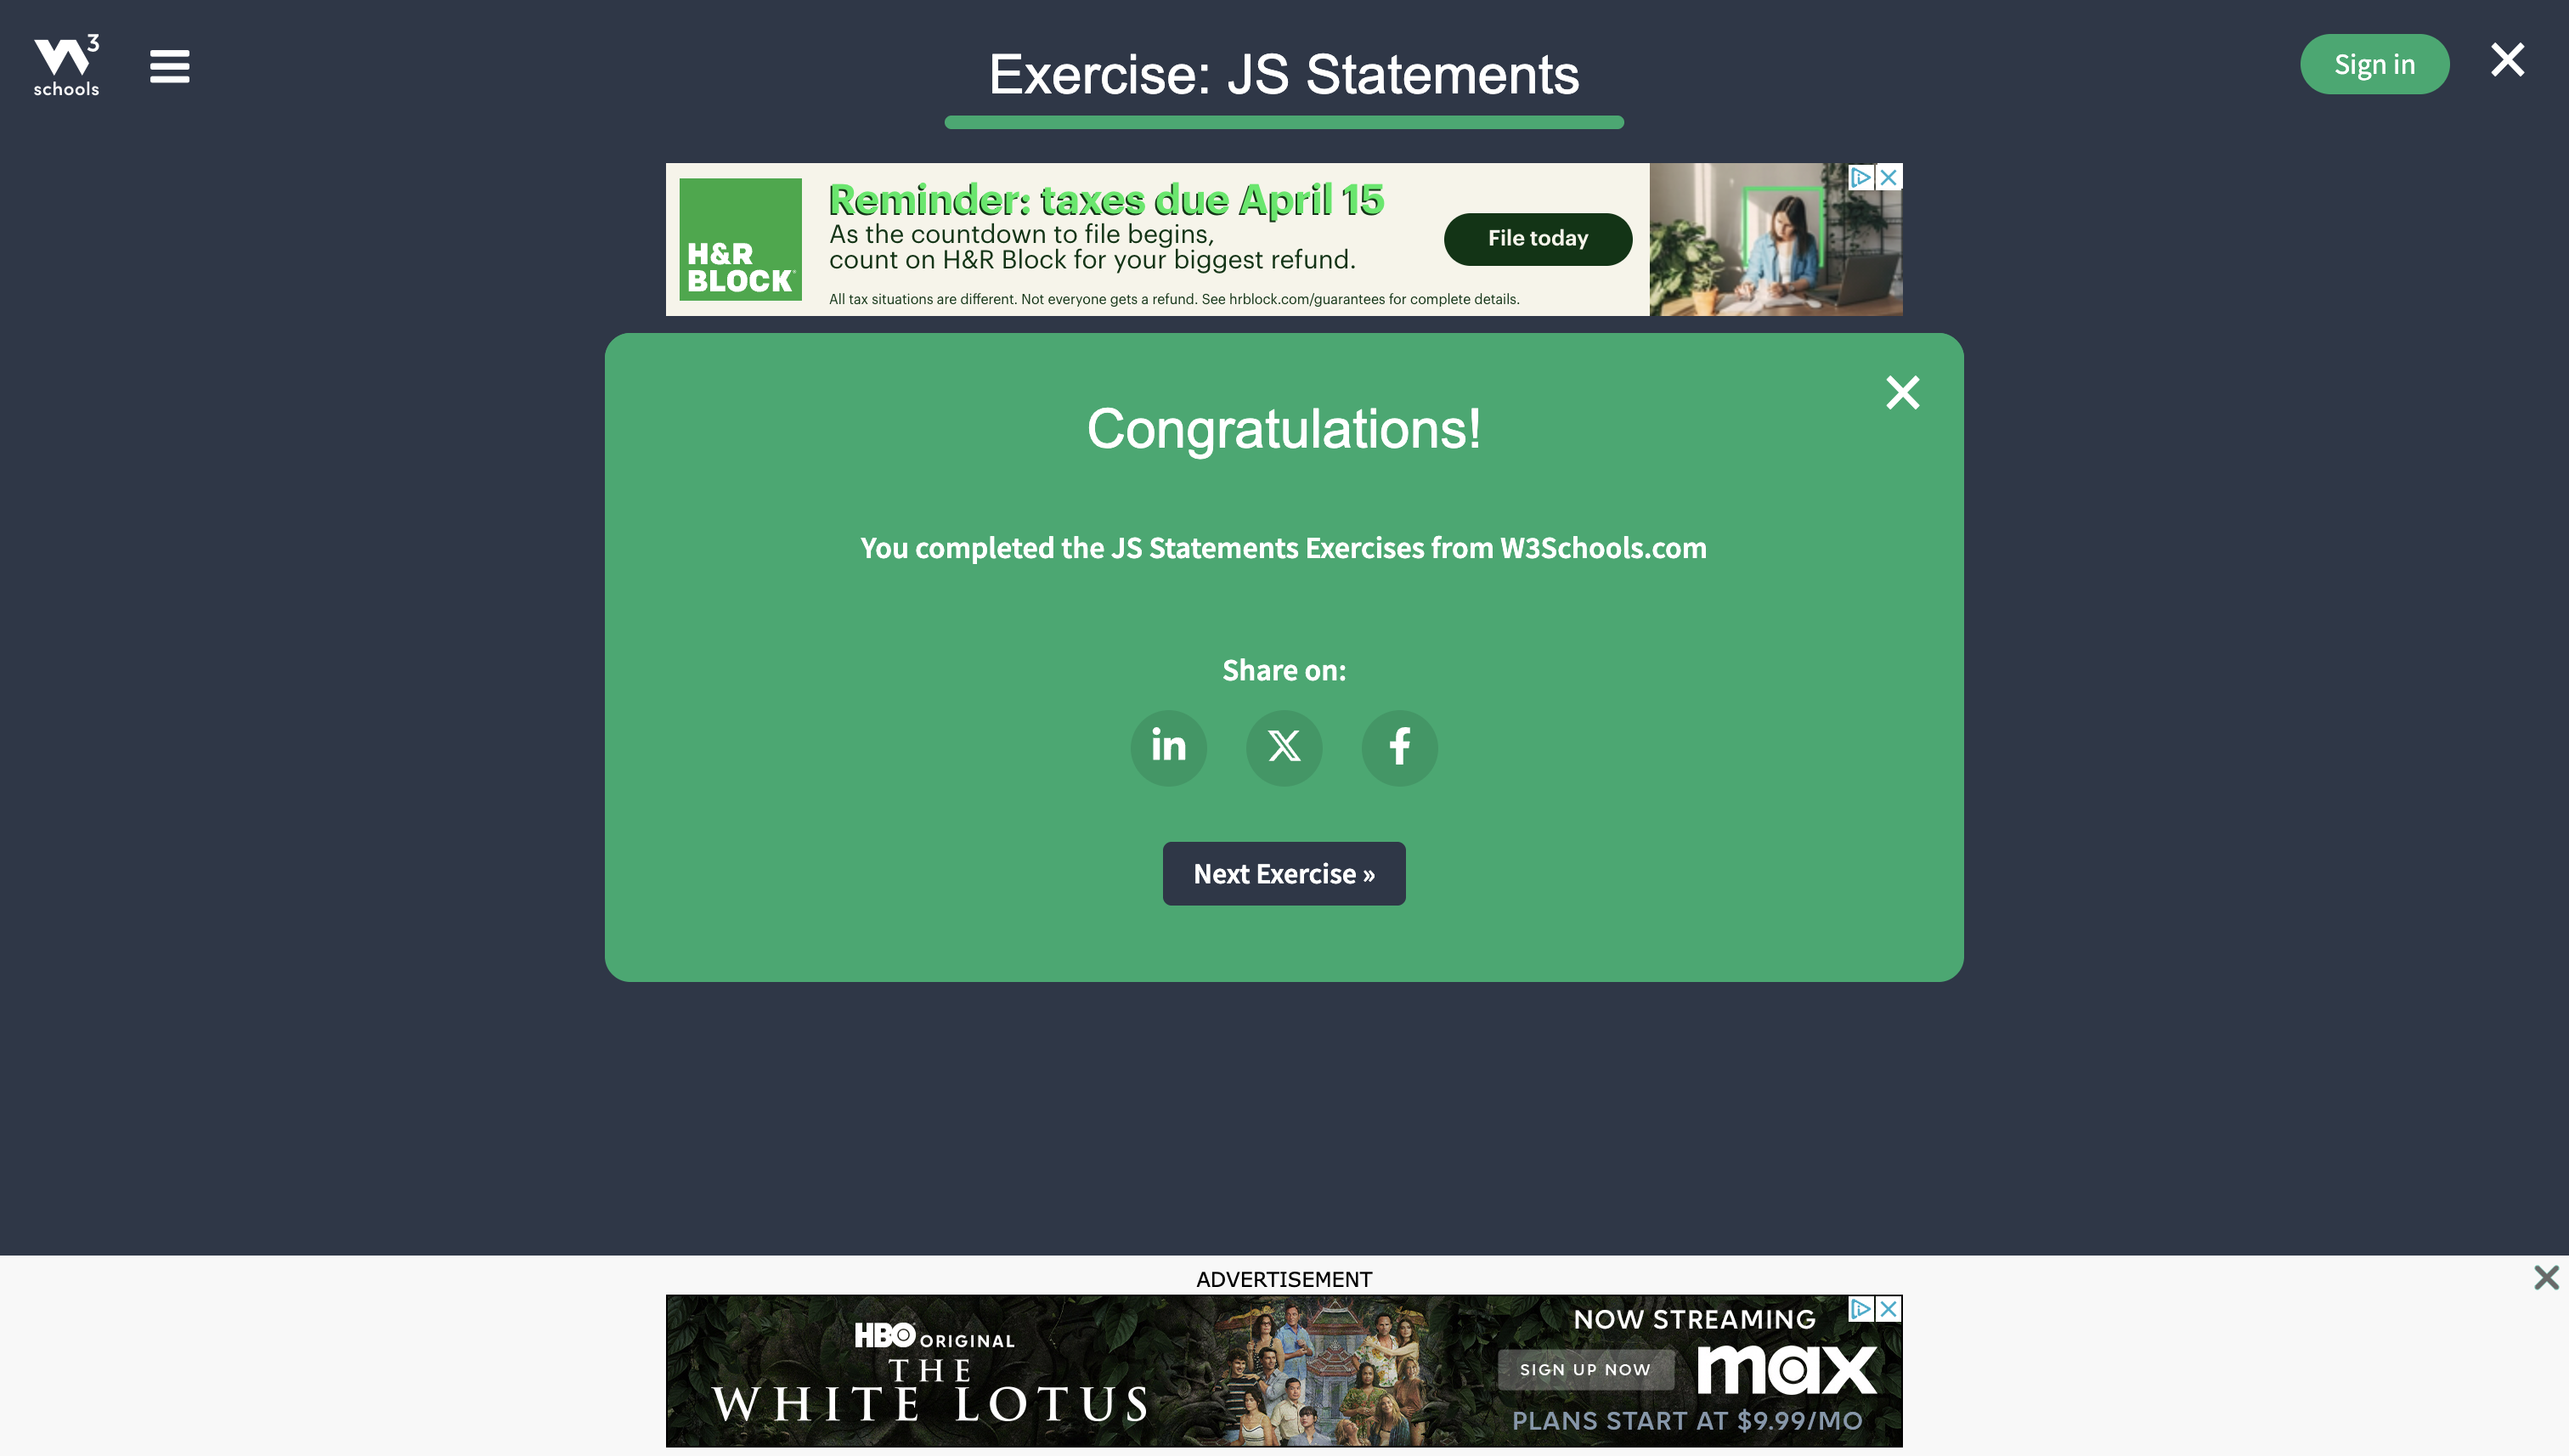 W3
schools
Exercise: JS Statements
Sign in
H&R
BLOCK
Reminder: taxes due April 15
As the countdown to file begins,
count on H&R Block for your biggest refund.
All tax situations are different. Not everyone gets a refund. See hrblock.com/guarantees for complete details.
File today
Congratulations!
You completed the JS Statements Exercises from W3Schools.com
Share on:
in
X
f
Next Exercise »
ADVERTISEMENT
HBO ORIGINAL
THE
WHITE LOTUS
NOW STREAMING
SIGN UP NOW
max
PLANS START AT $9.99/MO